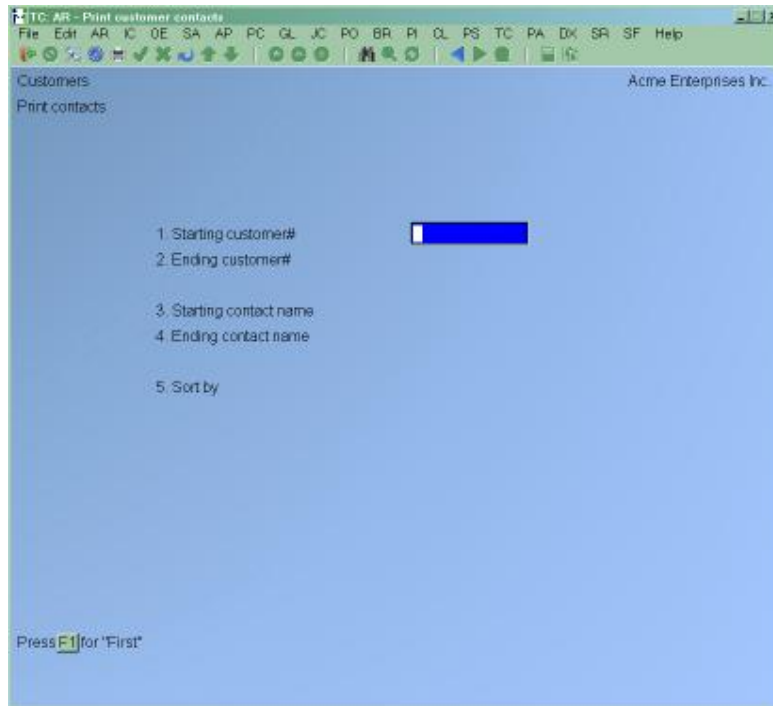 TC: AR - Print customer contacts
File Edit AR IC OE SA AP PC GL JC PO BR PI CL PS TC PA DX SR SF Help
Customers Acme Enterprises Inc.
Print contacts
1. Starting customer#
2. Ending customer#
3. Starting contact name
4. Ending contact name
5. Sort by
Press F1 for "First"